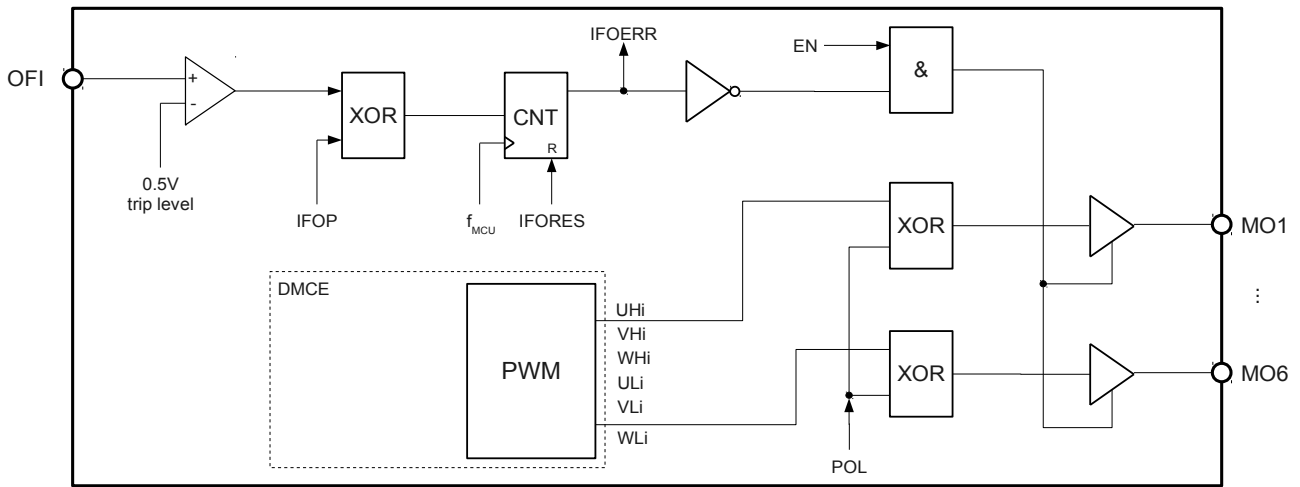 IFOERR
EN
OFI
+
-
&
XOR
CNT
R
0.5V
trip level
IFOP
f_MCU
IFORES
XOR
MO1
DMCE
UHi
VHi
WHi
ULi
VLi
WLi
PWM
...
XOR
MO6
POL